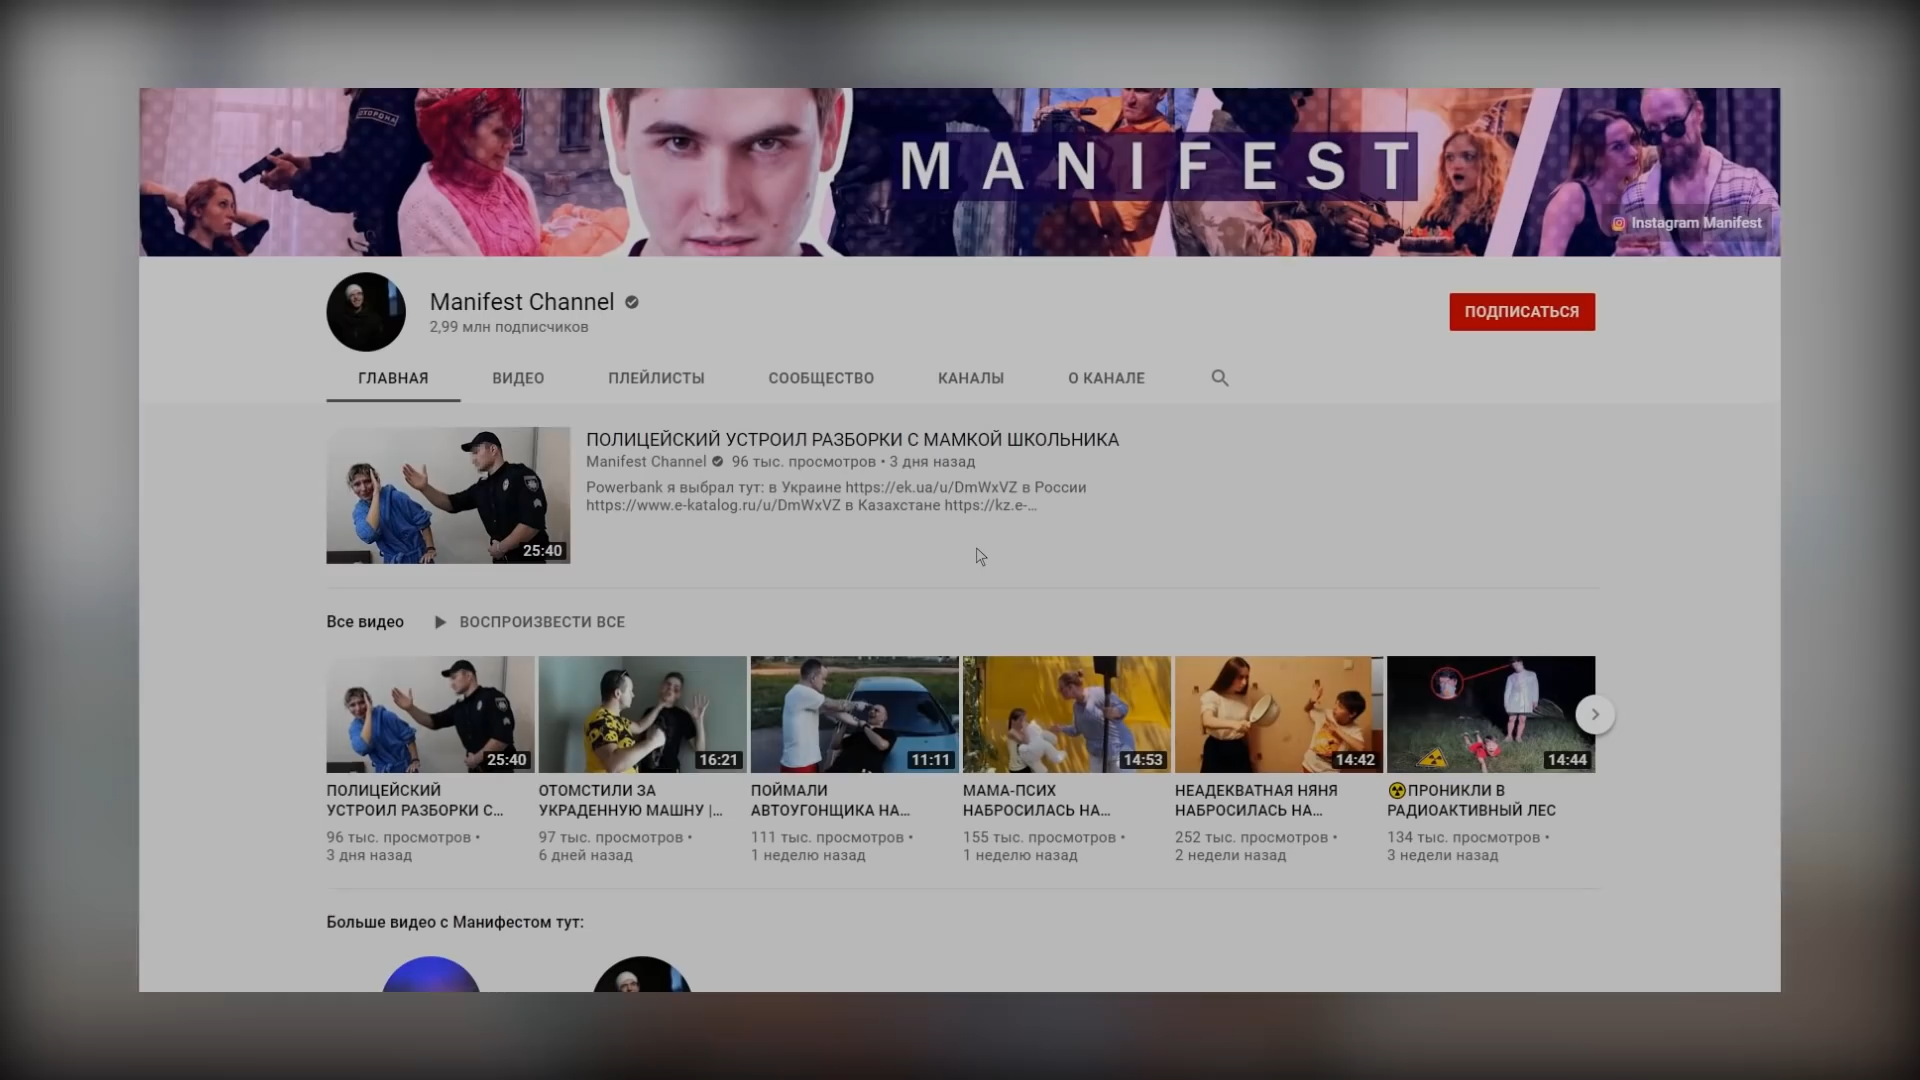 ОХОРОНА
MANIFEST
Instagram Manifest
Manifest Channel
2,99 млн подписчиков
ПОДПИСАТЬСЯ
ГЛАВНАЯ ВИДЕО ПЛЕЙЛИСТЫ СООБЩЕСТВО КАНАЛЫ О КАНАЛЕ
ПОЛИЦЕЙСКИЙ УСТРОИЛ РАЗБОРКИ С МАМКОЙ ШКОЛЬНИКА
Manifest Channel 96 тыс. просмотров • 3 дня назад
Powerbank я выбрал тут: в Украине https://ek.ua/u/DmWxVZ в России
https://www.e-katalog.ru/u/DmWxVZ в Казахстане https://kz.e-...
25:40
Все видео ВОСПРОИЗВЕСТИ ВСЕ
25:40 16:21 11:11 14:53 14:42 14:44
ПОЛИЦЕЙСКИЙ
УСТРОИЛ РАЗБОРКИ С...
96 тыс. просмотров •
3 дня назад
ОТОМСТИЛИ ЗА
УКРАДЕННУЮ МАШНУ |...
97 тыс. просмотров •
6 дней назад
ПОЙМАЛИ
АВТОУГОНЩИКА НА...
111 тыс. просмотров •
1 неделю назад
МАМА-ПСИХ
НАБРОСИЛАСЬ НА...
155 тыс. просмотров •
1 неделю назад
НЕАДЕКВАТНАЯ НЯНЯ
НАБРОСИЛАСЬ НА...
252 тыс. просмотров •
2 недели назад
ПРОНИКЛИ В
РАДИОАКТИВНЫЙ ЛЕС
134 тыс. просмотров •
3 недели назад
Больше видео с Манифестом тут: